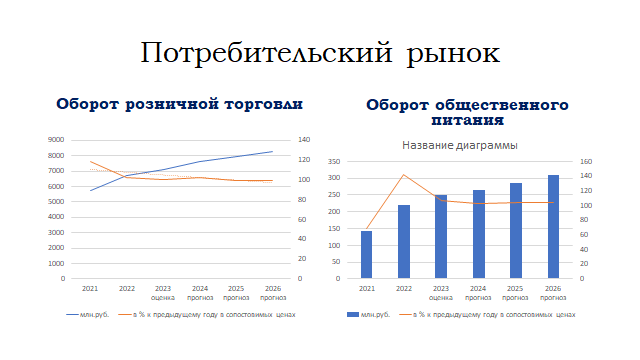 Потребительский рынок
Оборот розничной торговли
9000
8000
7000
6000
5000
4000
3000
2000
1000
0
140
120
100
80
60
40
20
0
2021
2022
2023
оценка
2024
прогноз
2025
прогноз
2026
прогноз
млн.руб.
в % к предыдущему году в сопостовимых ценах
Оборот общественного
питания
Название диаграммы
350
300
250
200
150
100
50
0
160
140
120
100
80
60
40
20
0
2021
2022
2023
оценка
2024
прогноз
2025
прогноз
2026
прогноз
млн.руб.
в % к предыдущему году в сопоставимых ценах